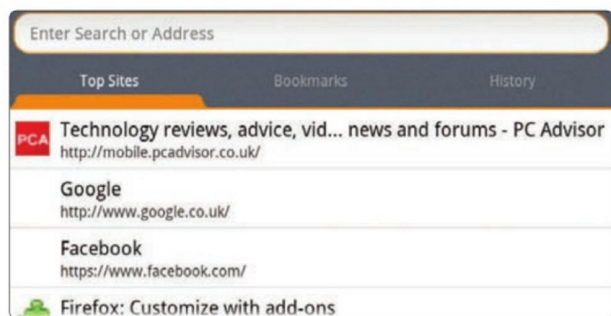 Enter Search or Address
Top Sites Bookmarks History
PCA Technology reviews, advice, vid... news and forums - PC Advisor
http://mobile.pcadvisor.co.uk/
Google
http://www.google.co.uk/
Facebook
https://www.facebook.com/
Firefox: Customize with add-ons